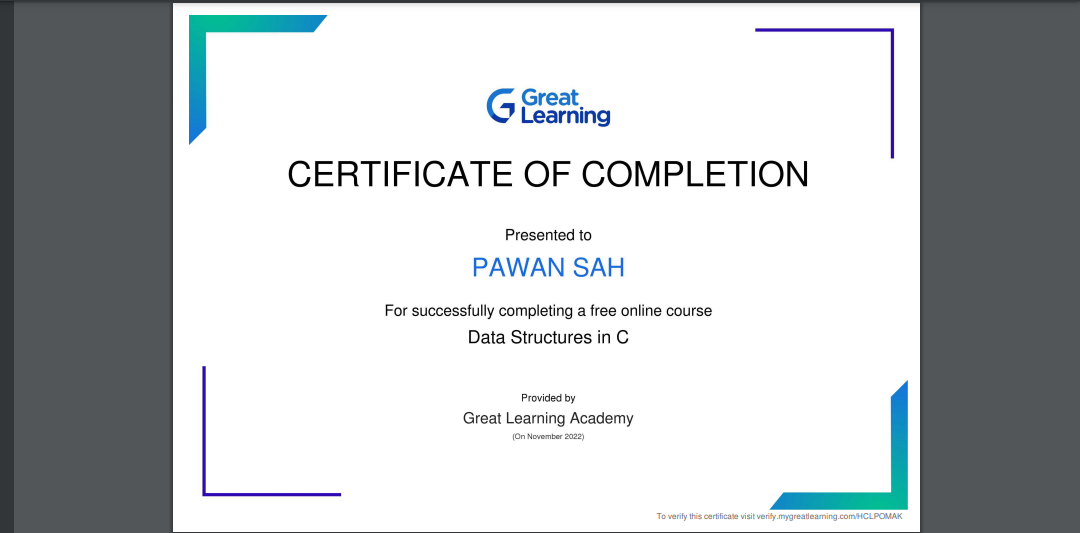 Great
Learning
CERTIFICATE OF COMPLETION
Presented to
PAWAN SAH
For successfully completing a free online course
Data Structures in C
Provided by
Great Learning Academy
(On November 2022)
To verify this certificate visit verify.mygreatlearning.com/HCLPOMAK